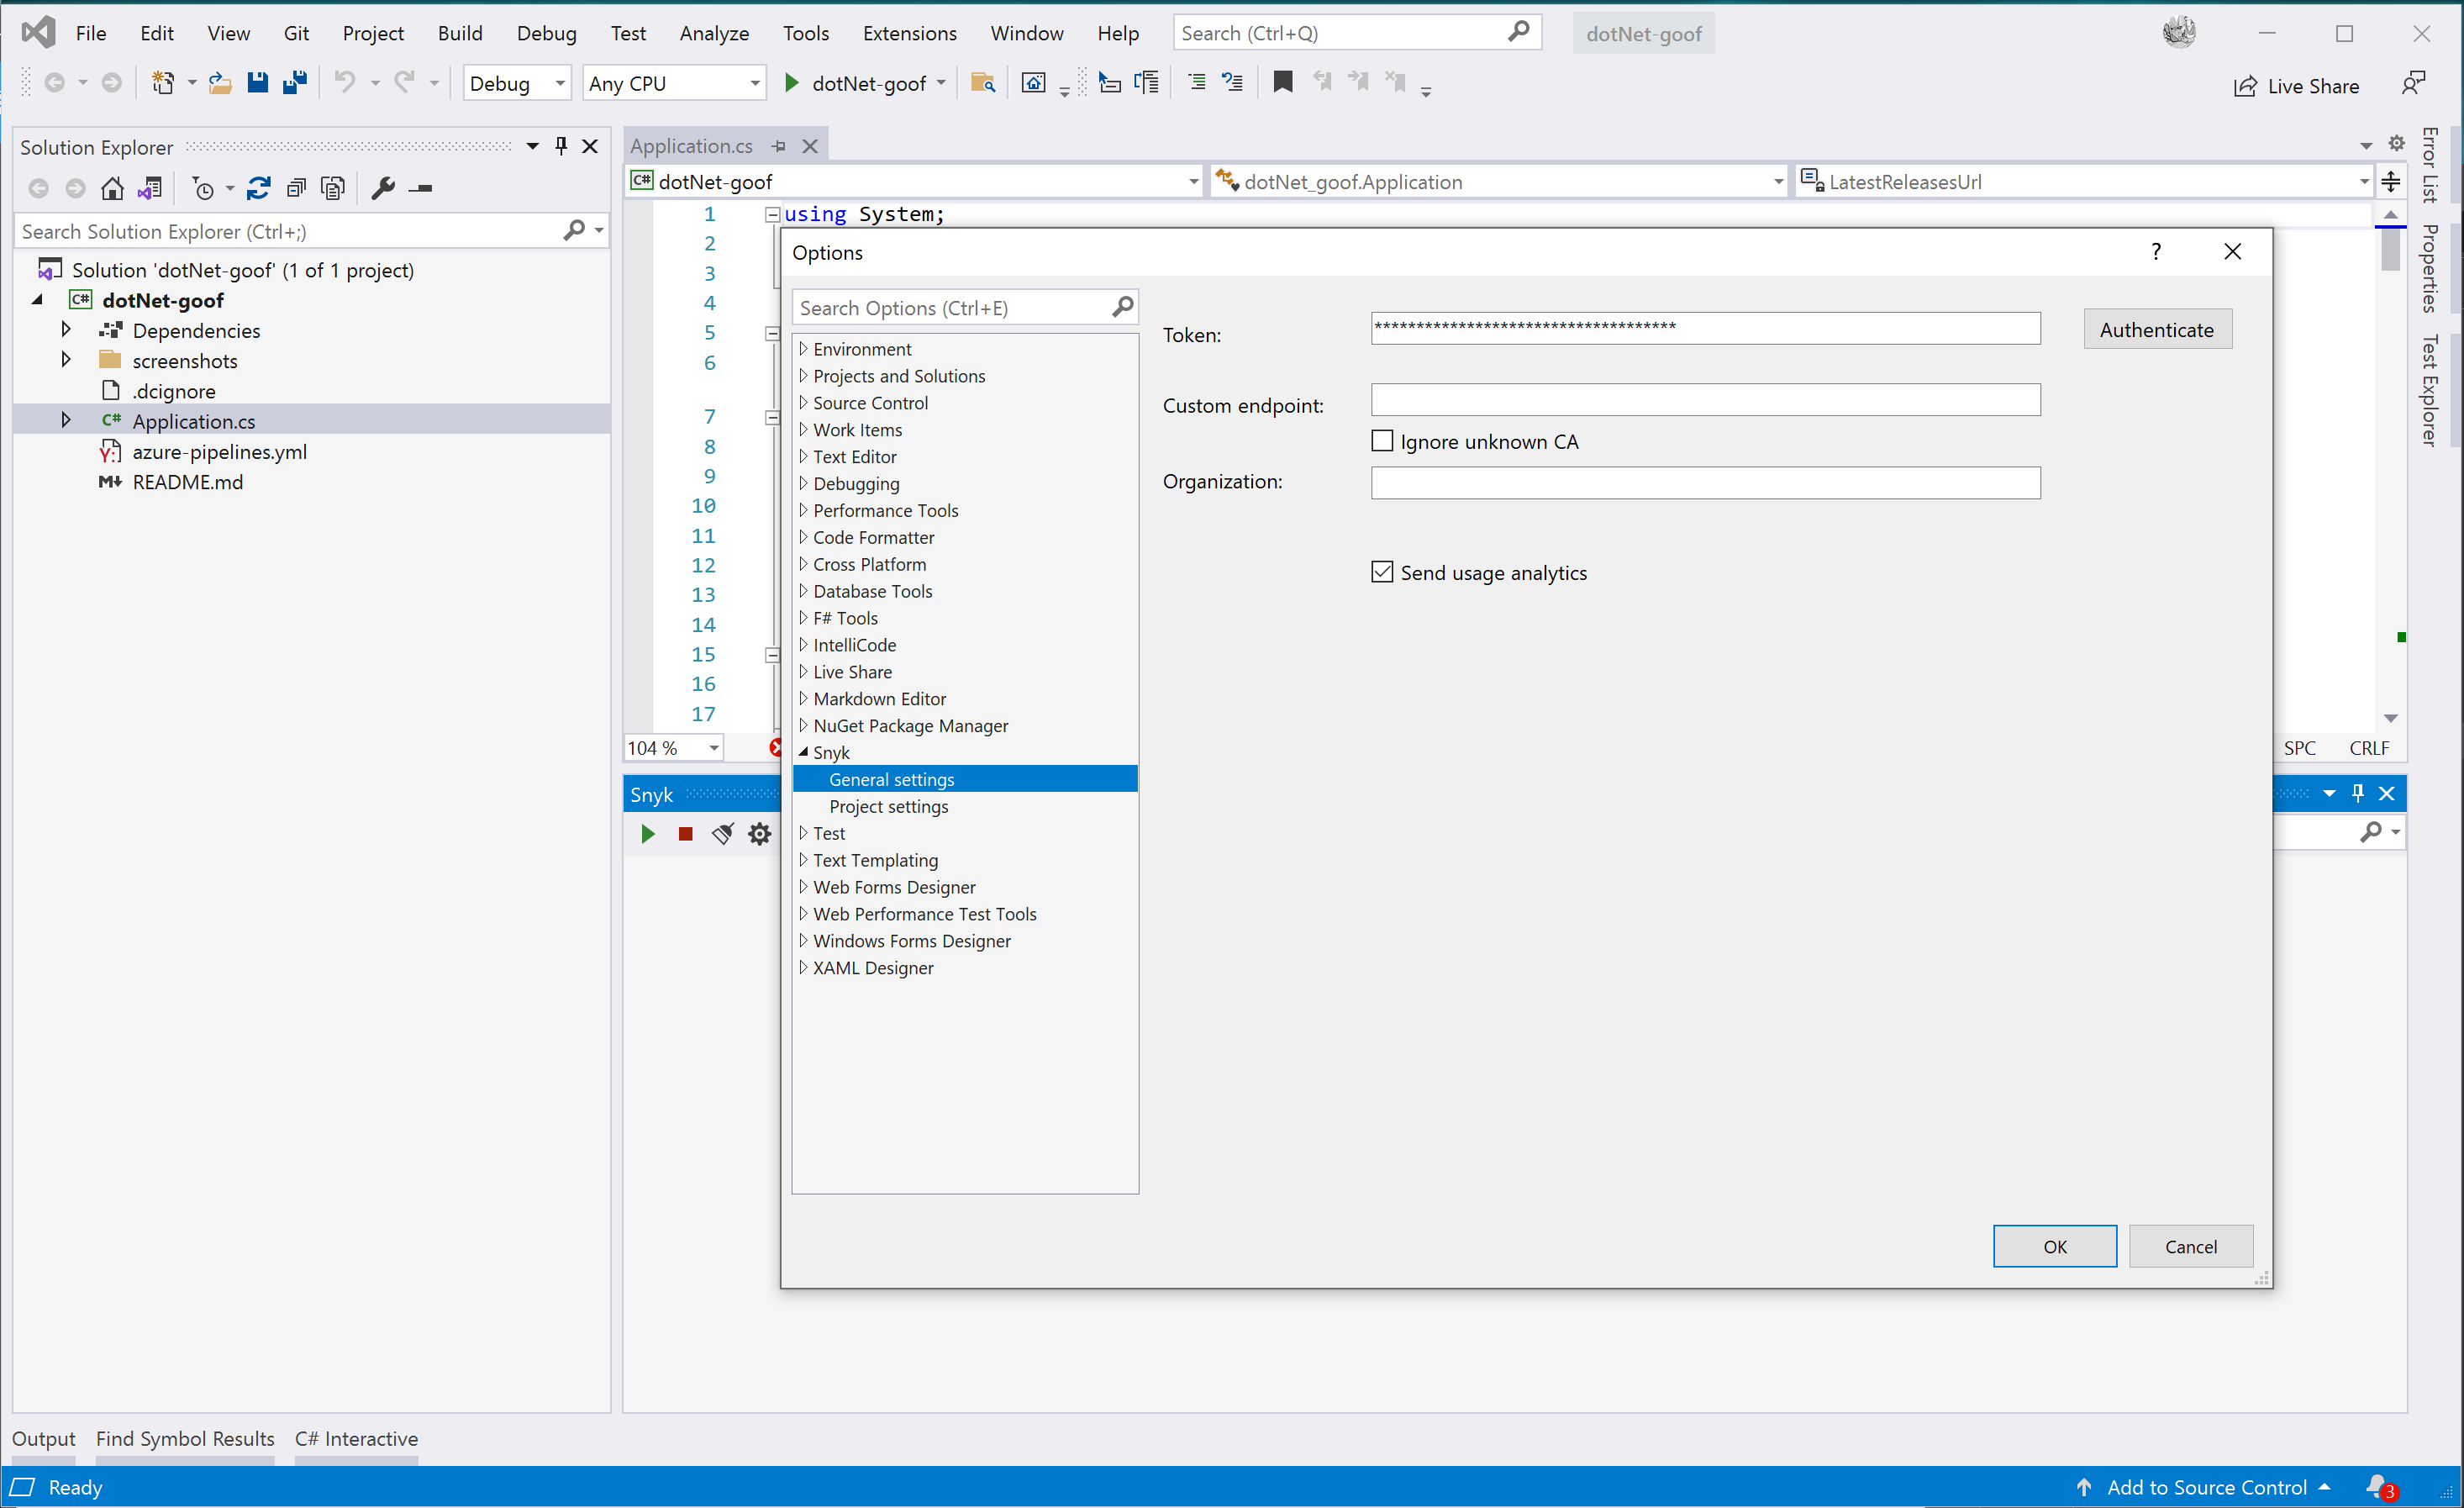 File Edit View Git Project Build Debug Test Analyze Tools Extensions Window Help Search (Ctrl+Q) dotNet-goof
Debug Any CPU dotNet-goof Live Share
Solution Explorer
Search Solution Explorer (Ctrl+;)
Solution 'dotNet-goof' (1 of 1 project)
C# dotNet-goof
Dependencies
screenshots
.dcignore
C# Application.cs
Y: azure-pipelines.yml
M README.md
Application.cs
C# dotNet-goof dotNet_goof.Application LatestReleasesUrl
1 using System;
2
3
4
5
6
7
8
9
10
11
12
13
14
15
16
17
104 % SPC CRLF
Snyk
Options ?
Search Options (Ctrl+E)
Environment
Projects and Solutions
Source Control
Work Items
Text Editor
Debugging
Performance Tools
Code Formatter
Cross Platform
Database Tools
F# Tools
IntelliCode
Live Share
Markdown Editor
NuGet Package Manager
Snyk
General settings
Project settings
Test
Text Templating
Web Forms Designer
Web Performance Test Tools
Windows Forms Designer
XAML Designer
Token: ************************************ Authenticate
Custom endpoint:
Ignore unknown CA
Organization:
Send usage analytics
OK Cancel
Error List
Properties
Test Explorer
Output Find Symbol Results C# Interactive
Ready Add to Source Control 3